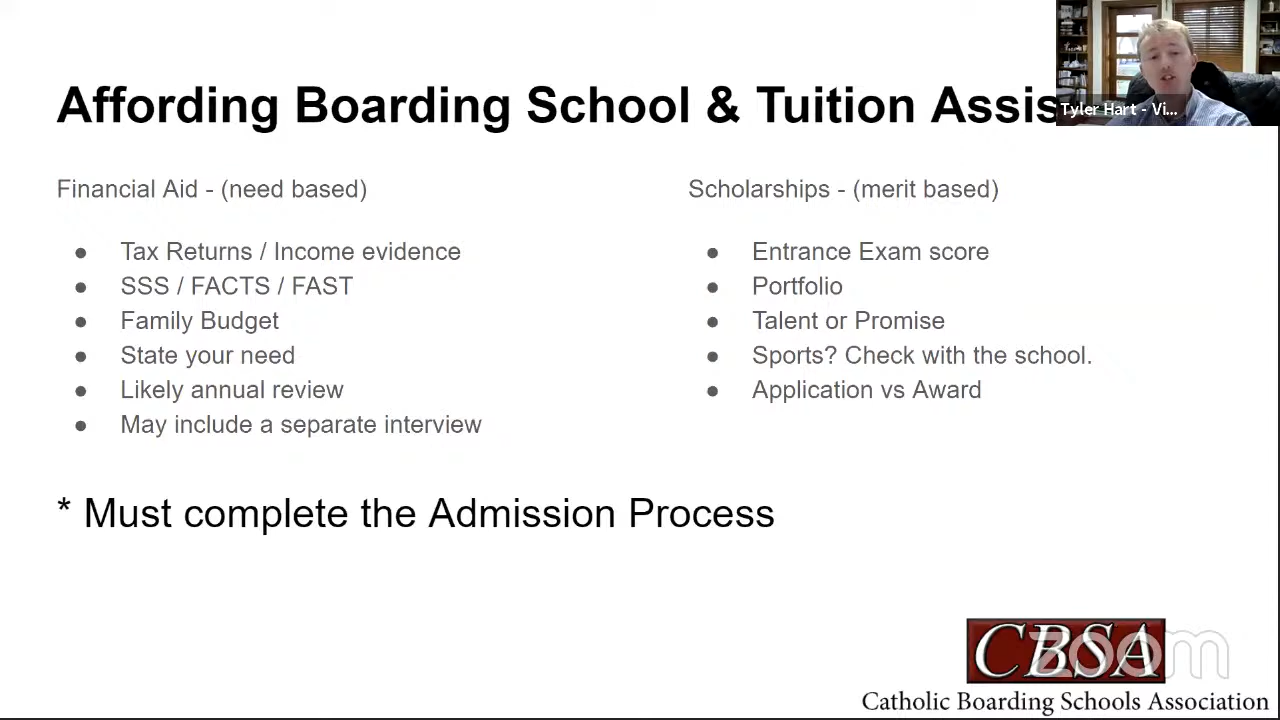 Affording Boarding School & Tuition Assis
Tyler Hart - Vi...
Financial Aid - (need based)
● Tax Returns / Income evidence
● SSS / FACTS / FAST
● Family Budget
● State your need
● Likely annual review
● May include a separate interview
Scholarships - (merit based)
● Entrance Exam score
● Portfolio
● Talent or Promise
● Sports? Check with the school.
● Application vs Award
* Must complete the Admission Process
CBSA
zoom
Catholic Boarding Schools Association